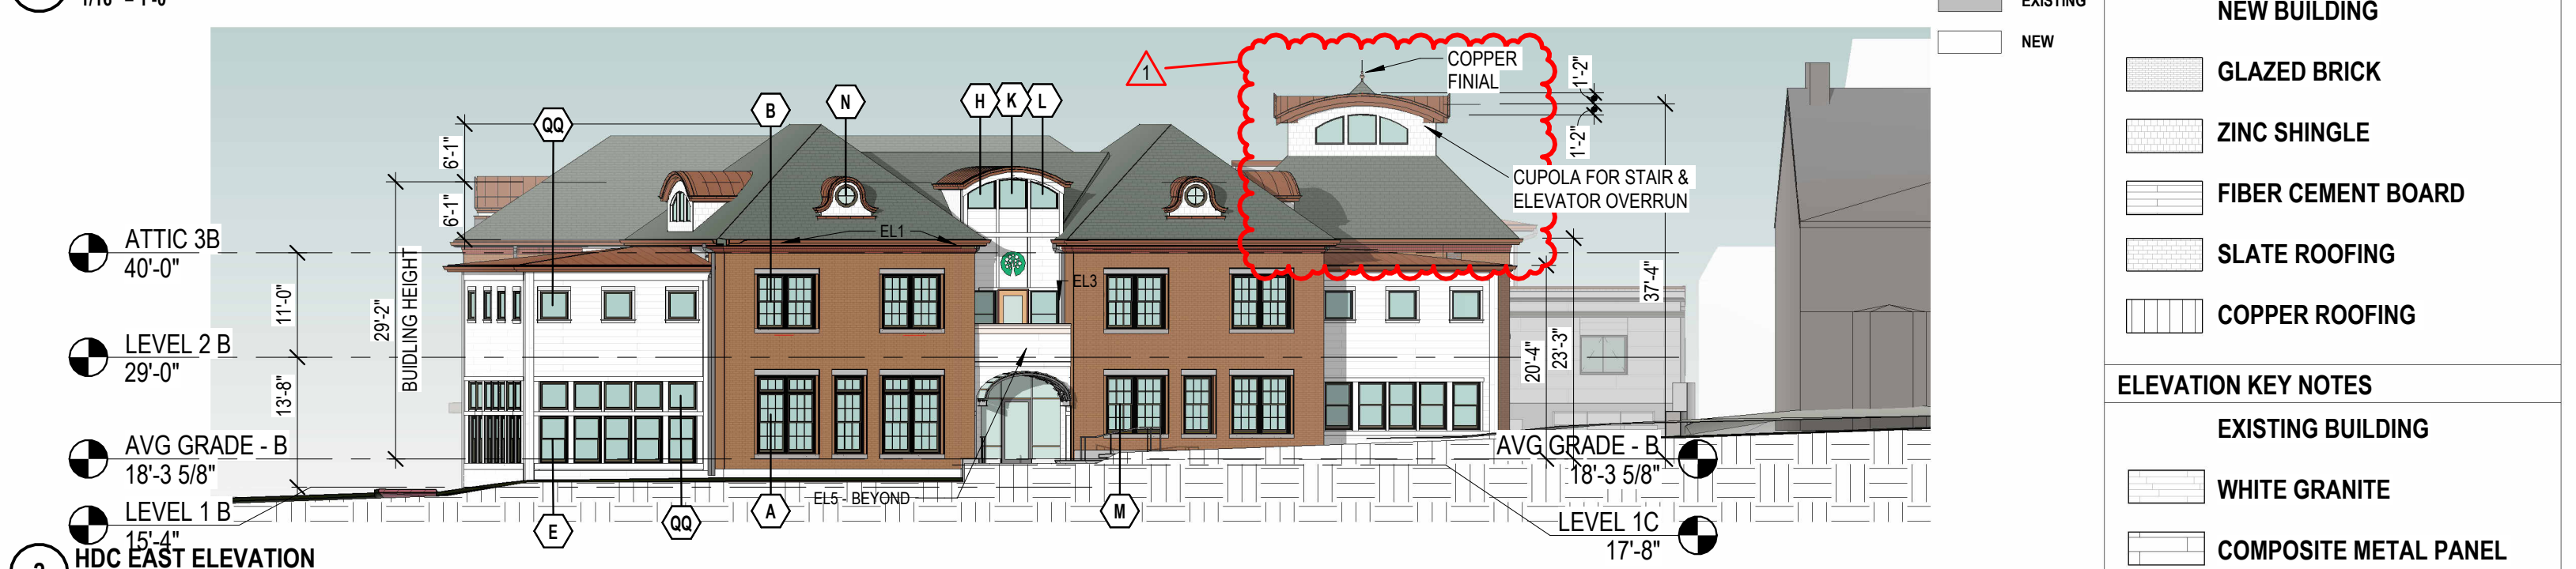 1/16" = 1'-0"
EXISTING
NEW
NEW BUILDING
GLAZED BRICK
ZINC SHINGLE
FIBER CEMENT BOARD
SLATE ROOFING
COPPER ROOFING
ELEVATION KEY NOTES
EXISTING BUILDING
WHITE GRANITE
COMPOSITE METAL PANEL
1
COPPER
FINIAL
1'-2"
1'-2"
CUPOLA FOR STAIR &
ELEVATOR OVERRUN
QQ
B
N
H
K
L
6'-1"
6'-1"
EL1
EL3
ATTIC 3B
40'-0"
11'-0"
29'-2"
BUIDLING HEIGHT
37'-4"
LEVEL 2 B
29'-0"
13'-8"
20'-4"
23'-3"
AVG GRADE - B
18'-3 5/8"
AVG GRADE - B
18'-3 5/8"
EL5 - BEYOND
LEVEL 1 B
15'-4"
LEVEL 1C
17'-8"
E
QQ
A
M
HDC EAST ELEVATION